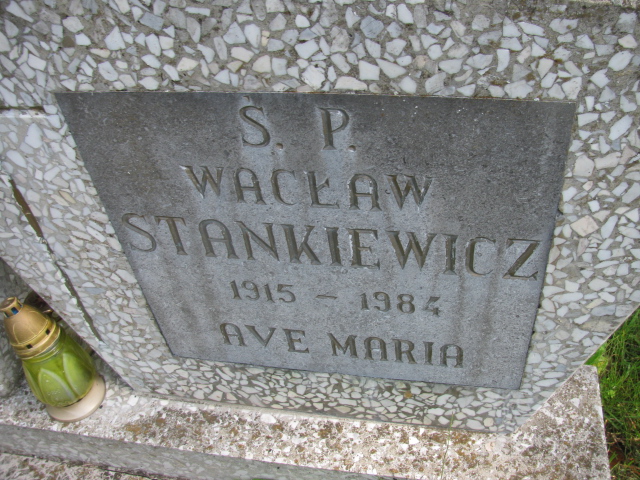 S. P.
WACŁAW
STANKIEWICZ
1915 – 1984
AVE MARIA